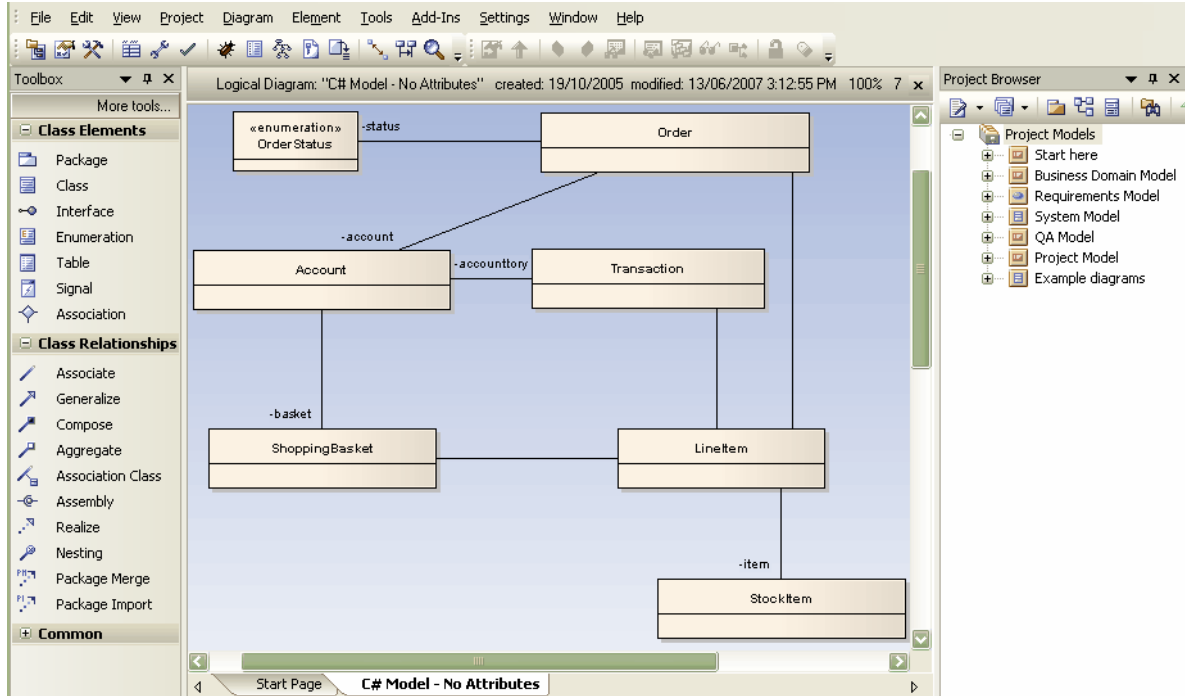 File Edit View Project Diagram Element Tools Add-Ins Settings Window Help
Toolbox
More tools...
Class Elements
Package
Class
Interface
Enumeration
Table
Signal
Association
Class Relationships
Associate
Generalize
Compose
Aggregate
Association Class
Assembly
Realize
Nesting
Package Merge
Package Import
Common
Logical Diagram: "C# Model - No Attributes" created: 19/10/2005 modified: 13/06/2007 3:12:55 PM 100% 7
«enumeration»
OrderStatus
-status
Order
-account
Account
-accounttory
Transaction
-basket
ShoppingBasket
LineItem
-item
StockItem
Start Page
C# Model - No Attributes
Project Browser
Project Models
Start here
Business Domain Model
Requirements Model
System Model
QA Model
Project Model
Example diagrams